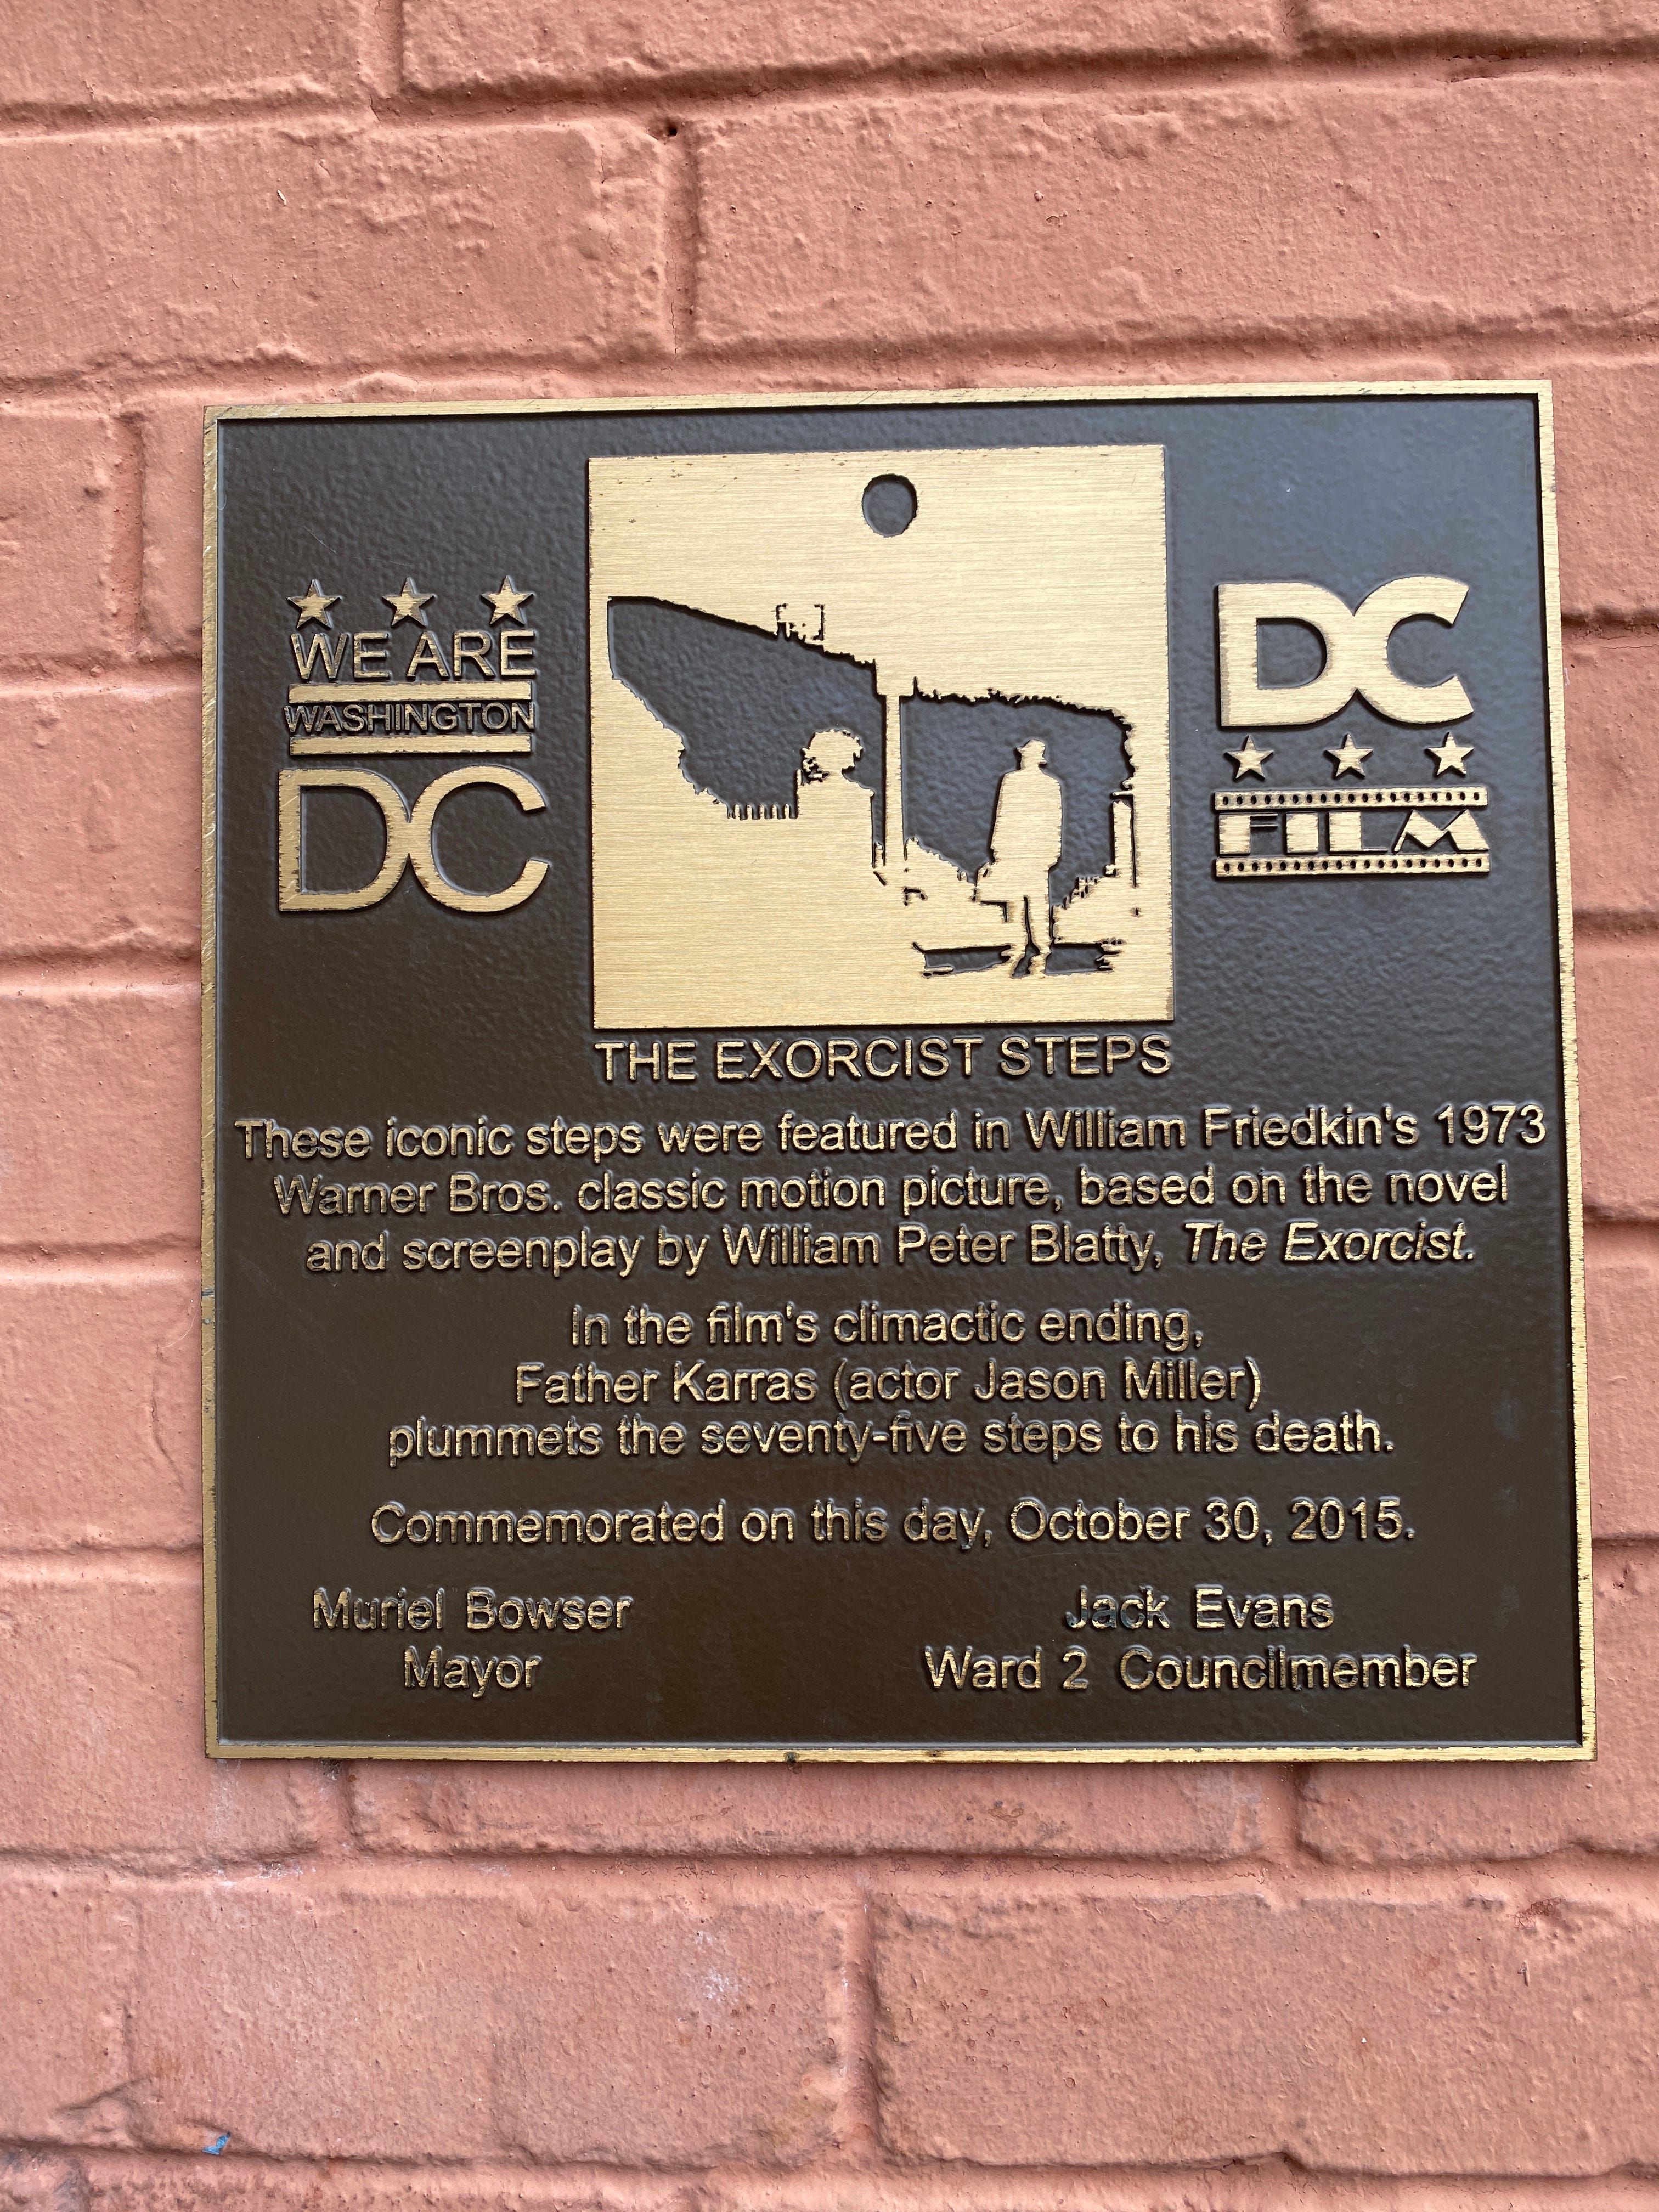 WE ARE
WASHINGTON
DC
DC
FILM
THE EXORCIST STEPS
These iconic steps were featured in William Friedkin's 1973
Warner Bros. classic motion picture, based on the novel
and screenplay by William Peter Blatty, The Exorcist.
In the film's climactic ending,
Father Karras (actor Jason Miller)
plummets the seventy-five steps to his death.
Commemorated on this day, October 30, 2015.
Muriel Bowser
Mayor
Jack Evans
Ward 2 Councilmember